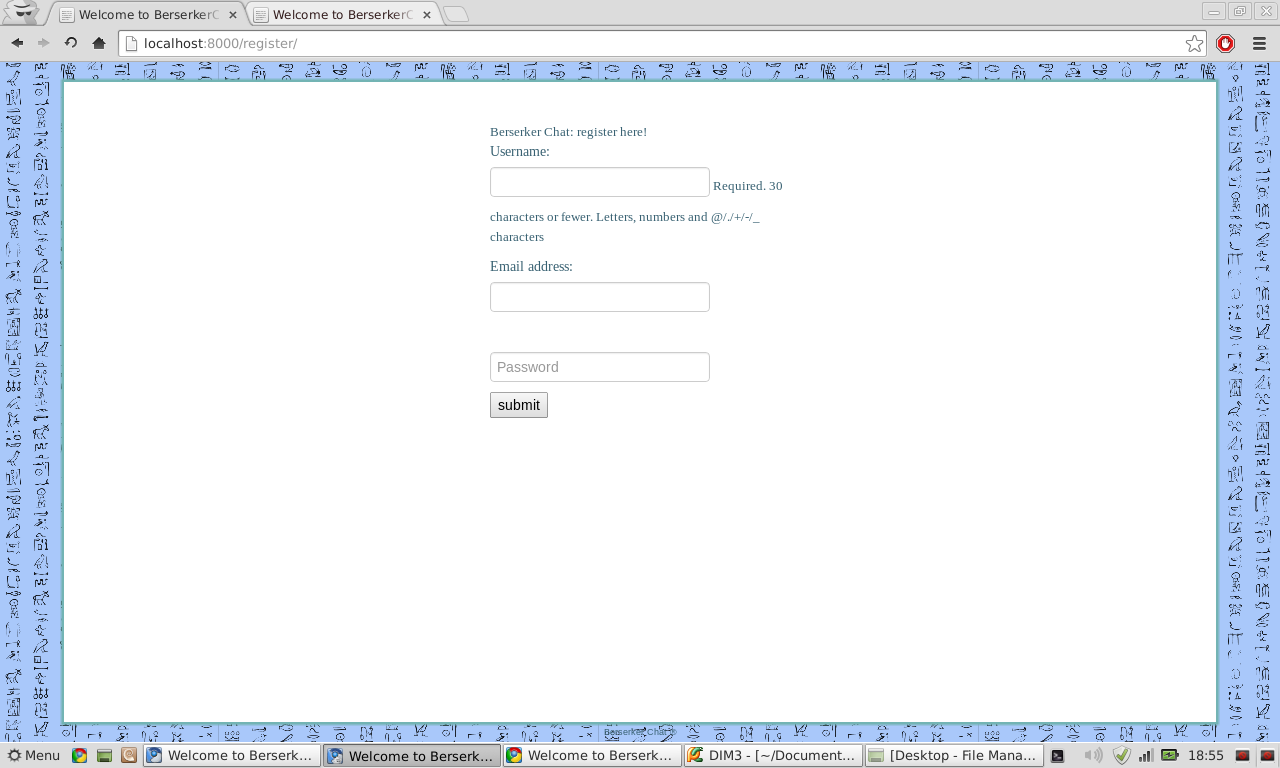 Welcome to BerserkerC
Welcome to BerserkerC
localhost:8000/register/
Berserker Chat: register here!
Username:
Required. 30
characters or fewer. Letters, numbers and @/./+/-/_
characters
Email address:
Password
submit
Berserker Chat ©
Menu
Welcome to Berserk...
Welcome to Berserk...
Welcome to Berserk...
DIM3 - [~/Document...
[Desktop - File Mana...
18:55